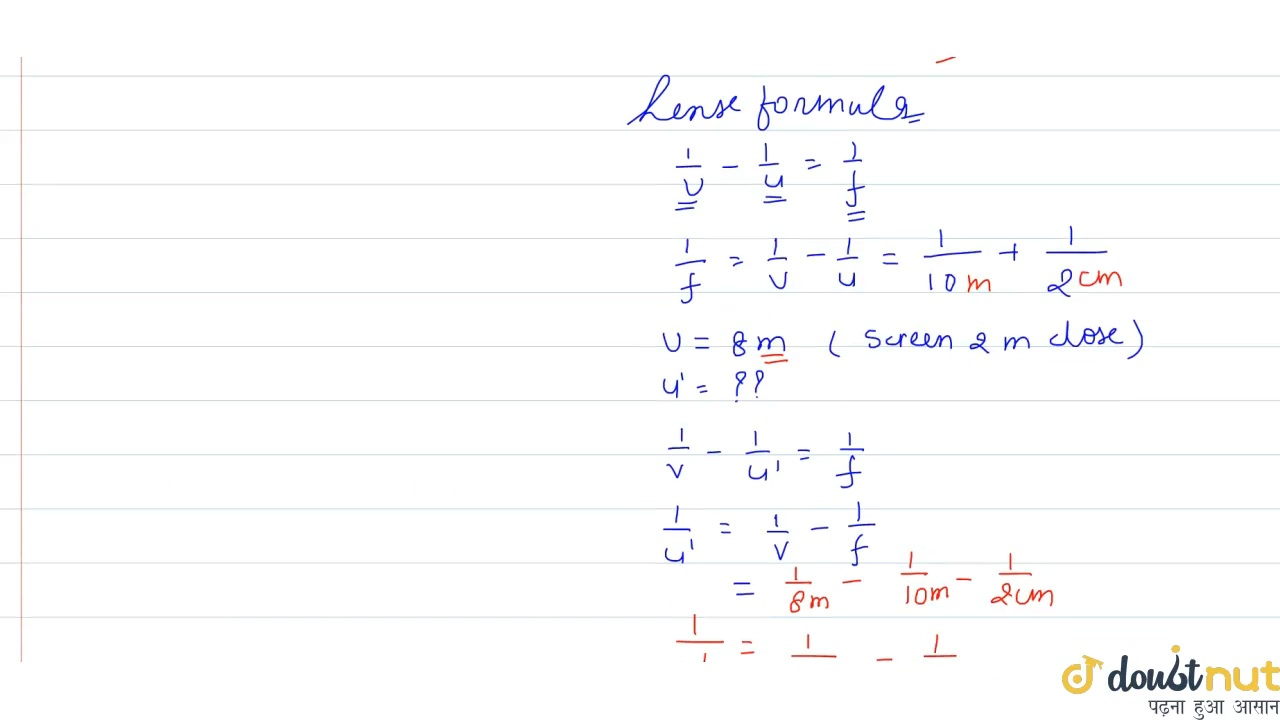 Lense formula
1/v - 1/u = 1/f
1/f = 1/v - 1/u = 1/10m + 1/2cm
v = 8m ( Screen 2 m close )
u' = ??
1/v - 1/u' = 1/f
1/u' = 1/v - 1/f
= 1/8m - 1/10m - 1/2cm
doubtnut
पढ़ना हुआ आसान